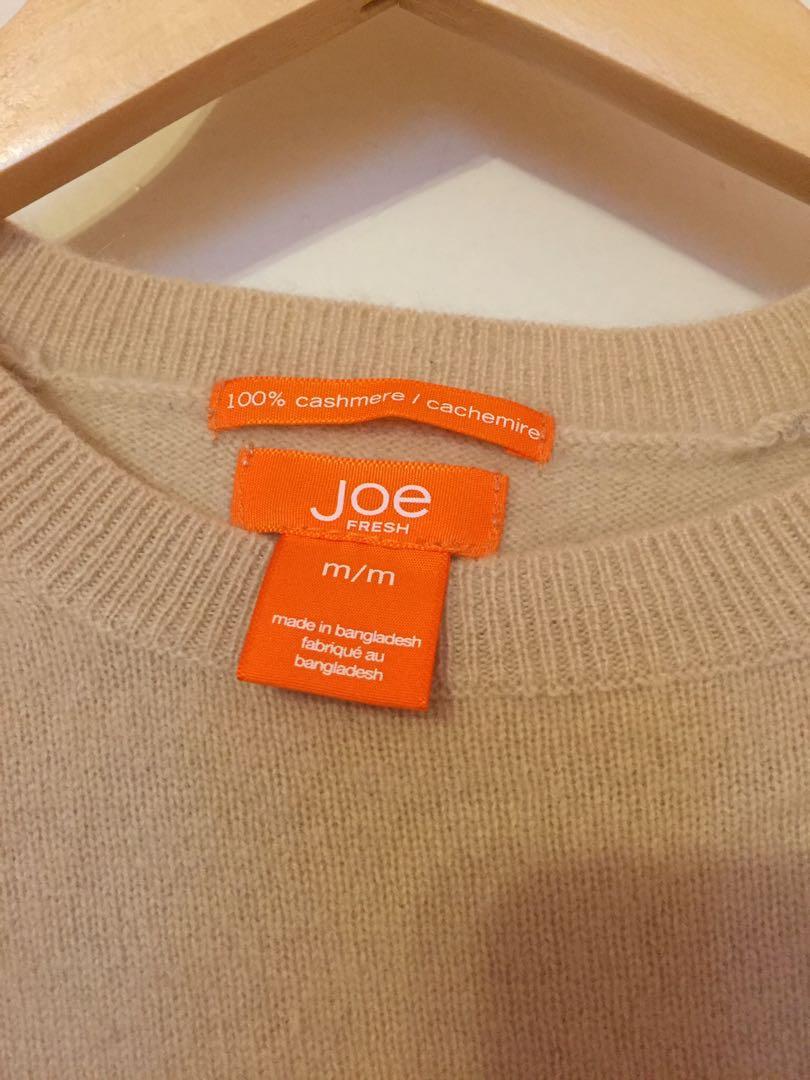 100% cashmere / cachemire
Joe
FRESH
m/m
made in bangladesh
fabriqué au
bangladesh